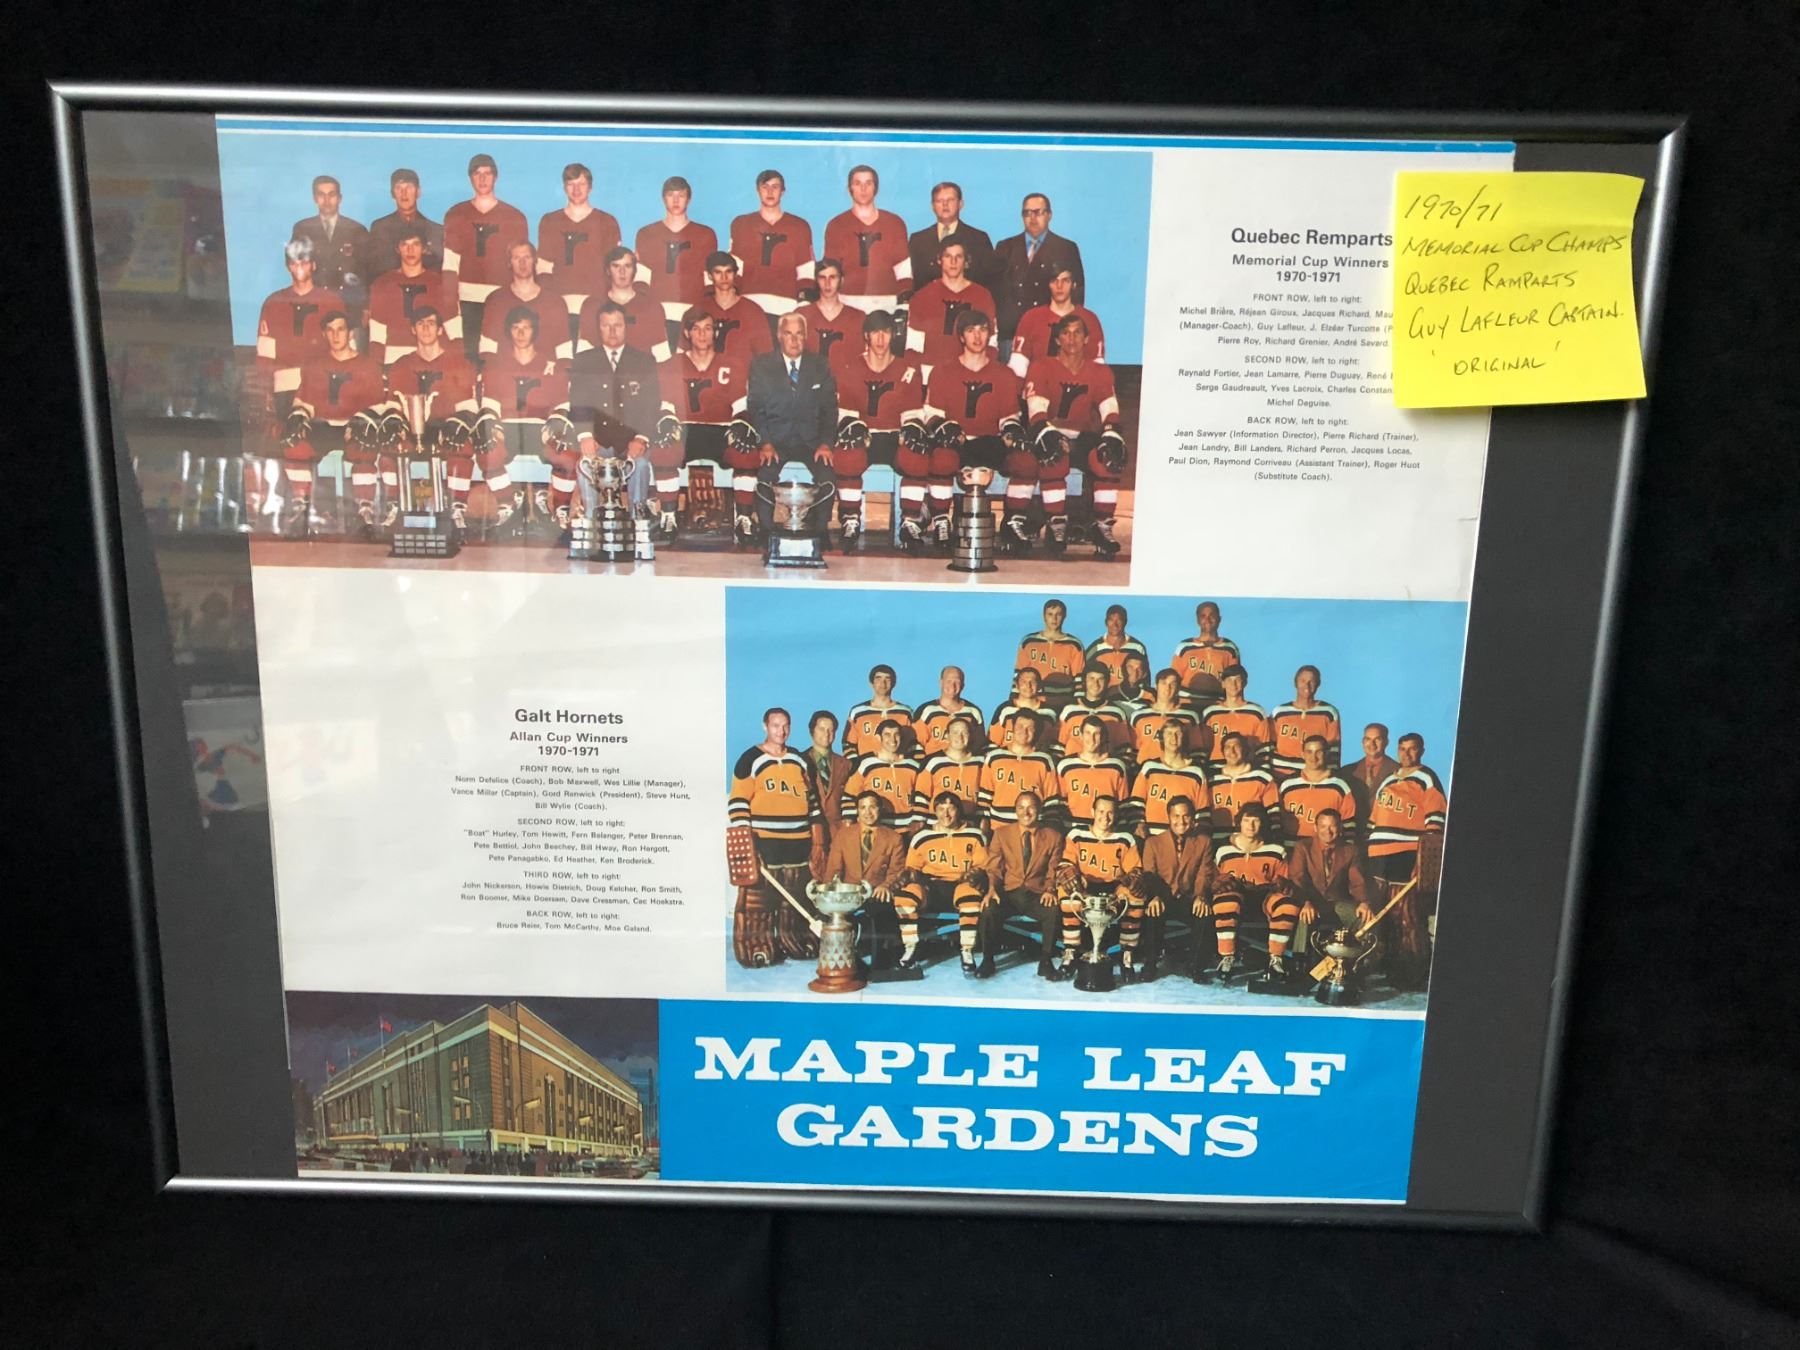 Quebec Remparts
Memorial Cup Winners
1970-1971
FRONT ROW, left to right:
Michel Brière, Réjean Giroux, Jacques Richard,
(Manager-Coach), Guy Lafleur, J. Elzéar Turcotte
Pierre Roy, Richard Grenier, André Savard
SECOND ROW, left to right:
Raynald Fortier, Jean Lamarre, Pierre Duguay, René
Serge Gaudreault, Yves Lacroix, Charles
Michel Deguise.
BACK ROW, left to right:
Jean Sawyer (Information Director), Pierre Richard (Trainer),
Jean Landry, Bill Landers, Richard Perron, Jacques Locas,
Paul Dion, Raymond Corriveau (Assistant Trainer), Roger Huot
(Substitute Coach).
1970/71
MEMORIAL CUP CHAMPS
QUEBEC RAMPARTS
GUY LAFLEUR CAPTAIN.
'ORIGINAL'
Galt Hornets
Allan Cup Winners
1970-1971
FRONT ROW, left to right
Norm Defelice (Coach), Bob Maxwell, Wes Lillie (Manager),
Vance Millar (Captain), Gord Renwick (President), Steve Hunt,
Bill Wylie (Coach).
SECOND ROW, left to right:
"Boat" Hurley, Tom Hewitt, Fern Belanger, Peter Brennan,
Pete Bettiol, John Beechey, Bill Hway, Ron Hergott,
Pete Panagabko, Ed Heather, Ken Broderick.
THIRD ROW, left to right:
John Nickerson, Howie Dietrich, Doug Kelcher, Ron Smith,
Ron Boomer, Mike Doersam, Dave Cressman, Cec Hoekstra.
BACK ROW, left to right:
Bruce Reier, Tom McCarthy, Moe Galand.
MAPLE LEAF
GARDENS